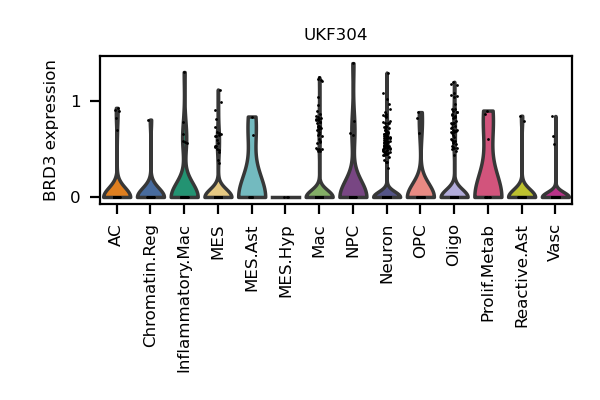 UKF304
BRD3 expression
1
0
AC
Chromatin.Reg
Inflammatory.Mac
MES
MES.Ast
MES.Hyp
Mac
NPC
Neuron
OPC
Oligo
Prolif.Metab
Reactive.Ast
Vasc